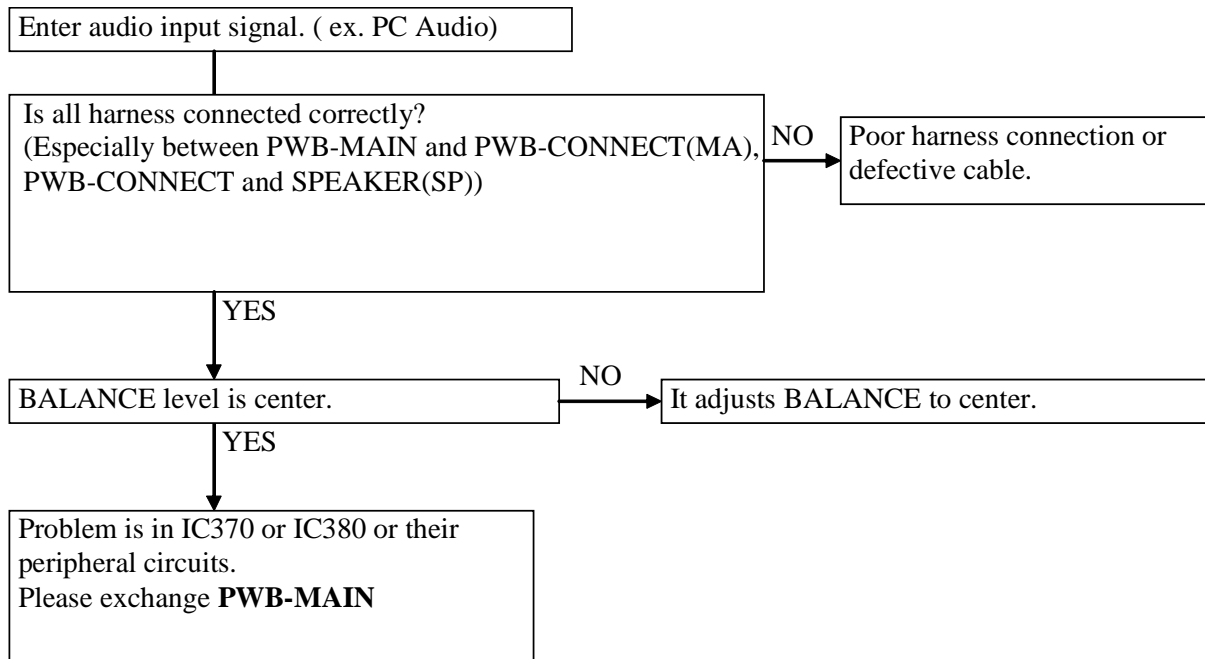 Enter audio input signal. ( ex. PC Audio)
Is all harness connected correctly?
(Especially between PWB-MAIN and PWB-CONNECT(MA),
PWB-CONNECT and SPEAKER(SP))
NO
Poor harness connection or
defective cable.
YES
BALANCE level is center.
NO
It adjusts BALANCE to center.
YES
Problem is in IC370 or IC380 or their
peripheral circuits.
Please exchange PWB-MAIN